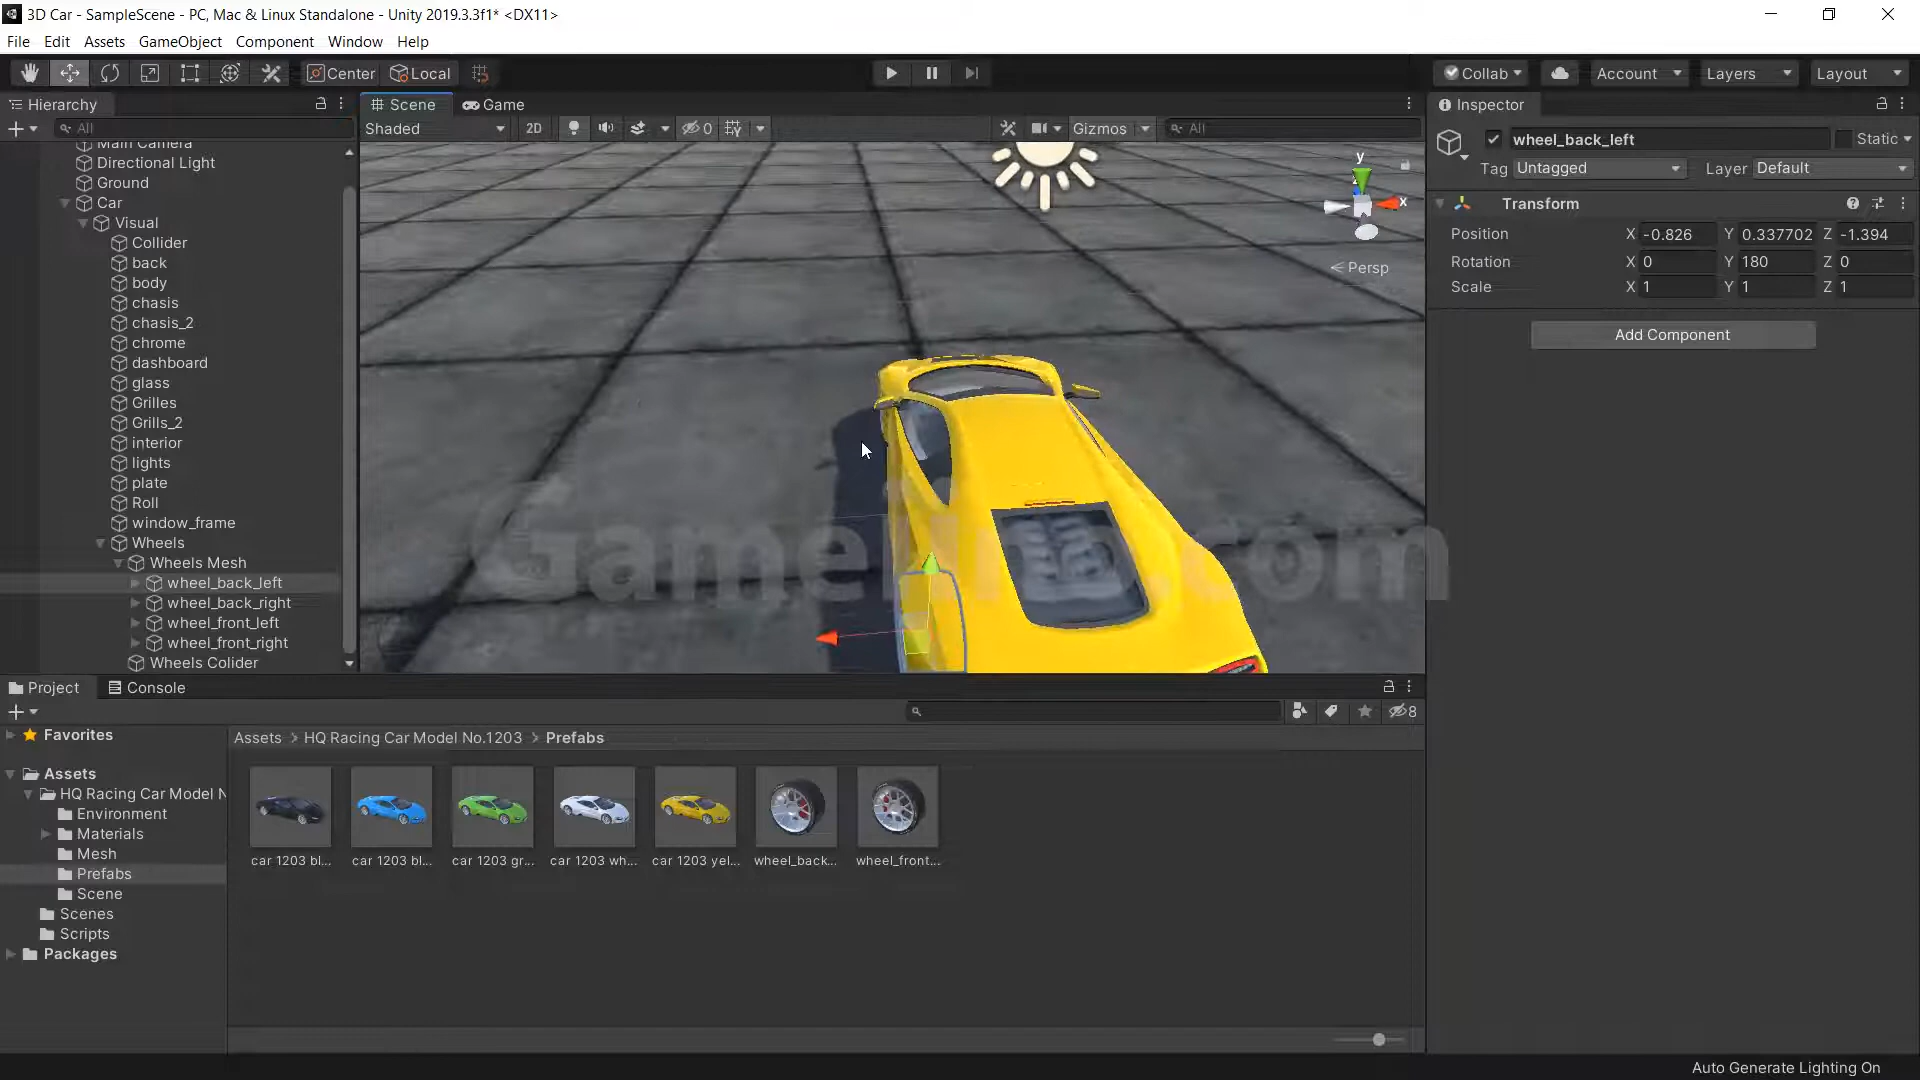 3D Car - SampleScene - PC, Mac & Linux Standalone - Unity 2019.3.3f1* <DX11>
File Edit Assets GameObject Component Window Help
Center Local Collab Account Layers Layout
Hierarchy
All
Main Camera
Directional Light
Ground
Car
Visual
Collider
back
body
chasis
chasis_2
chrome
dashboard
glass
Grilles
Grills_2
interior
lights
plate
Roll
window_frame
Wheels
Wheels Mesh
wheel_back_left
wheel_back_right
wheel_front_left
wheel_front_right
Wheels Colider
Scene Game
Shaded 2D 0 Gizmos All
y
x
Persp
Inspector
wheel_back_left Static
Tag Untagged Layer Default
Transform
Position X -0.826 Y 0.337702 Z -1.394
Rotation X 0 Y 180 Z 0
Scale X 1 Y 1 Z 1
Add Component
Project Console
8
Favorites
Assets
HQ Racing Car Model N
Environment
Materials
Mesh
Prefabs
Scene
Scenes
Scripts
Packages
Assets > HQ Racing Car Model No.1203 > Prefabs
car 1203 bl... car 1203 bl... car 1203 gr... car 1203 wh... car 1203 yel... wheel_back... wheel_front...
Auto Generate Lighting On